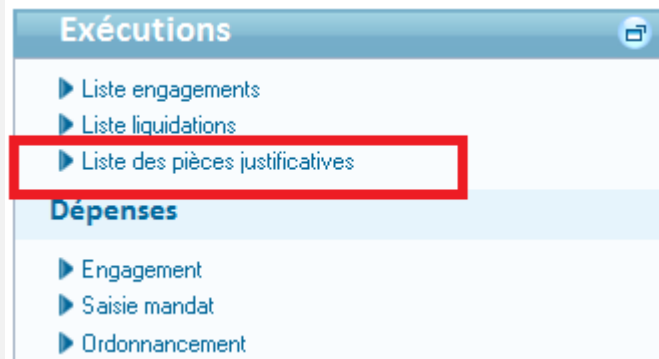 Exécutions
Liste engagements
Liste liquidations
Liste des pièces justificatives
Dépenses
Engagement
Saisie mandat
Ordonnancement